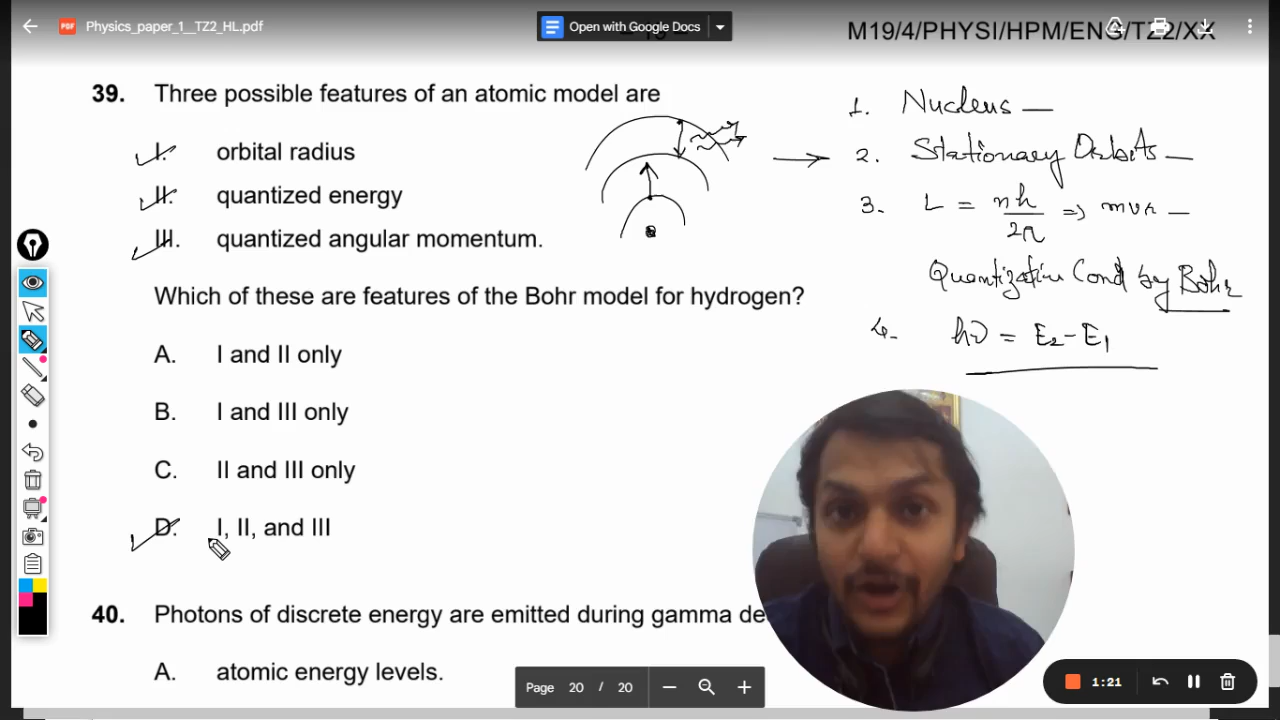 Physics_paper_1__TZ2_HL.pdf
Open with Google Docs
M19/4/PHYSI/HPM/ENG/TZ2/XX
39. Three possible features of an atomic model are
I. orbital radius
II. quantized energy
III. quantized angular momentum.
Which of these are features of the Bohr model for hydrogen?
A. I and II only
B. I and III only
C. II and III only
D. I, II, and III
40. Photons of discrete energy are emitted during gamma de
A. atomic energy levels.
1. Nucleus —
2. Stationary Orbits —
3. L = nh/2π => mvr —
Quantization Cond by Bohr
4. hν = E₂ - E₁
Page 20 / 20
1:21